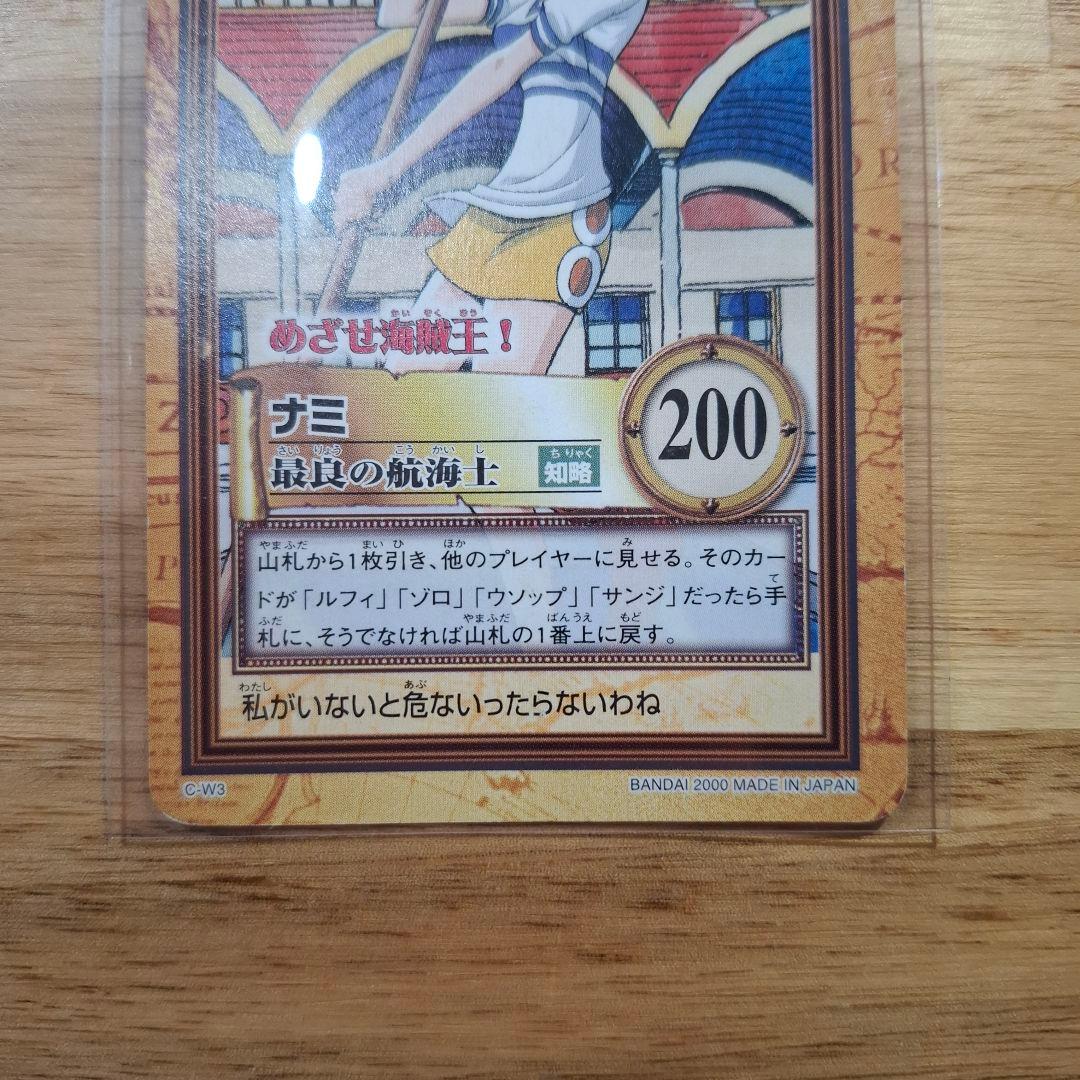 めざせ海賊王!
ナミ
200
最良の航海士
知略
山札から1枚引き、他のプレイヤーに見せる。そのカー
ドが「ルフィ」「ゾロ」「ウソップ」「サンジ」だったら手
札に、そうでなければ山札の1番上に戻す。
私がいないと危ないったらないわね
C-W3
BANDAI 2000 MADE IN JAPAN